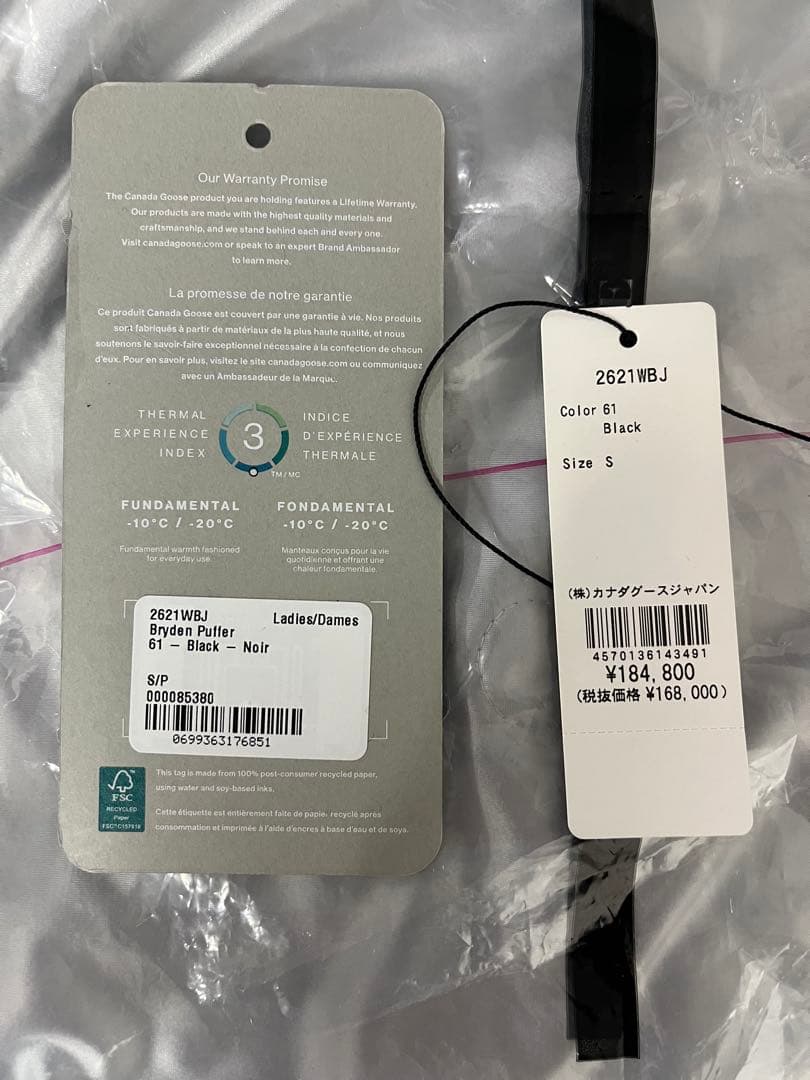 Our Warranty Promise
The Canada Goose product you are holding features a Lifetime Warranty.
Our products are made with the highest quality materials and
craftsmanship, and we stand behind each and every one.
Visit canadagoose.com or speak to an expert Brand Ambassador
to learn more.
La promesse de notre garantie
Ce produit Canada Goose est couvert par une garantie à vie. Nos produits
sont fabriqués à partir de matériaux de la plus haute qualité, et nous
soutenons le savoir-faire exceptionnel nécessaire à la confection de chacun
d'eux. Pour en savoir plus, visitez le site canadagoose.com ou communiquez
avec un Ambassadeur de la Marque.
THERMAL
EXPERIENCE
INDEX
3
TM/MC
INDICE
D'EXPÉRIENCE
THERMALE
FUNDAMENTAL
-10°C / -20°C
Fundamental warmth fashioned
for everyday use.
FONDAMENTAL
-10°C / -20°C
Manteaux conçus pour la vie
quotidienne et offrant une
chaleur fondamentale.
2621WBJ Ladies/Dames
Bryden Puffer
61 – Black – Noir
S/P
000085380
0699363176851
FSC
RECYCLED
Paper
FSC™ C157918
This tag is made from 100% post-consumer recycled paper,
using water and soy-based inks.
Cette étiquette est entièrement faite de papier recyclé après
consommation et imprimée à l'aide d'encres à base d'eau et de soya.
2621WBJ
Color 61
Black
Size S
(株)カナダグースジャパン
4570136143491
¥184,800
(税抜価格 ¥168,000)